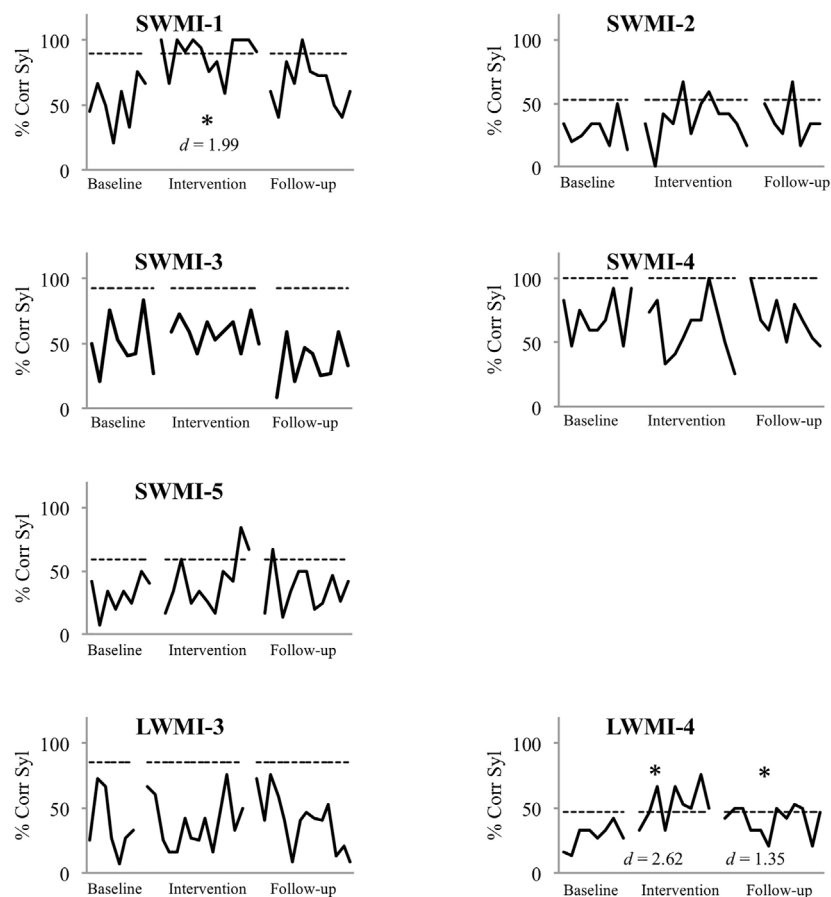 SWMI-1
% Corr Syl
100
50
0
*
d = 1.99
Baseline Intervention Follow-up
SWMI-2
% Corr Syl
100
50
0
Baseline Intervention Follow-up
SWMI-3
% Corr Syl
100
50
0
Baseline Intervention Follow-up
SWMI-4
% Corr Syl
100
50
0
Baseline Intervention Follow-up
SWMI-5
% Corr Syl
100
50
0
Baseline Intervention Follow-up
LWMI-3
% Corr Syl
100
50
0
Baseline Intervention Follow-up
LWMI-4
% Corr Syl
100
50
0
* *
d = 2.62 d = 1.35
Baseline Intervention Follow-up